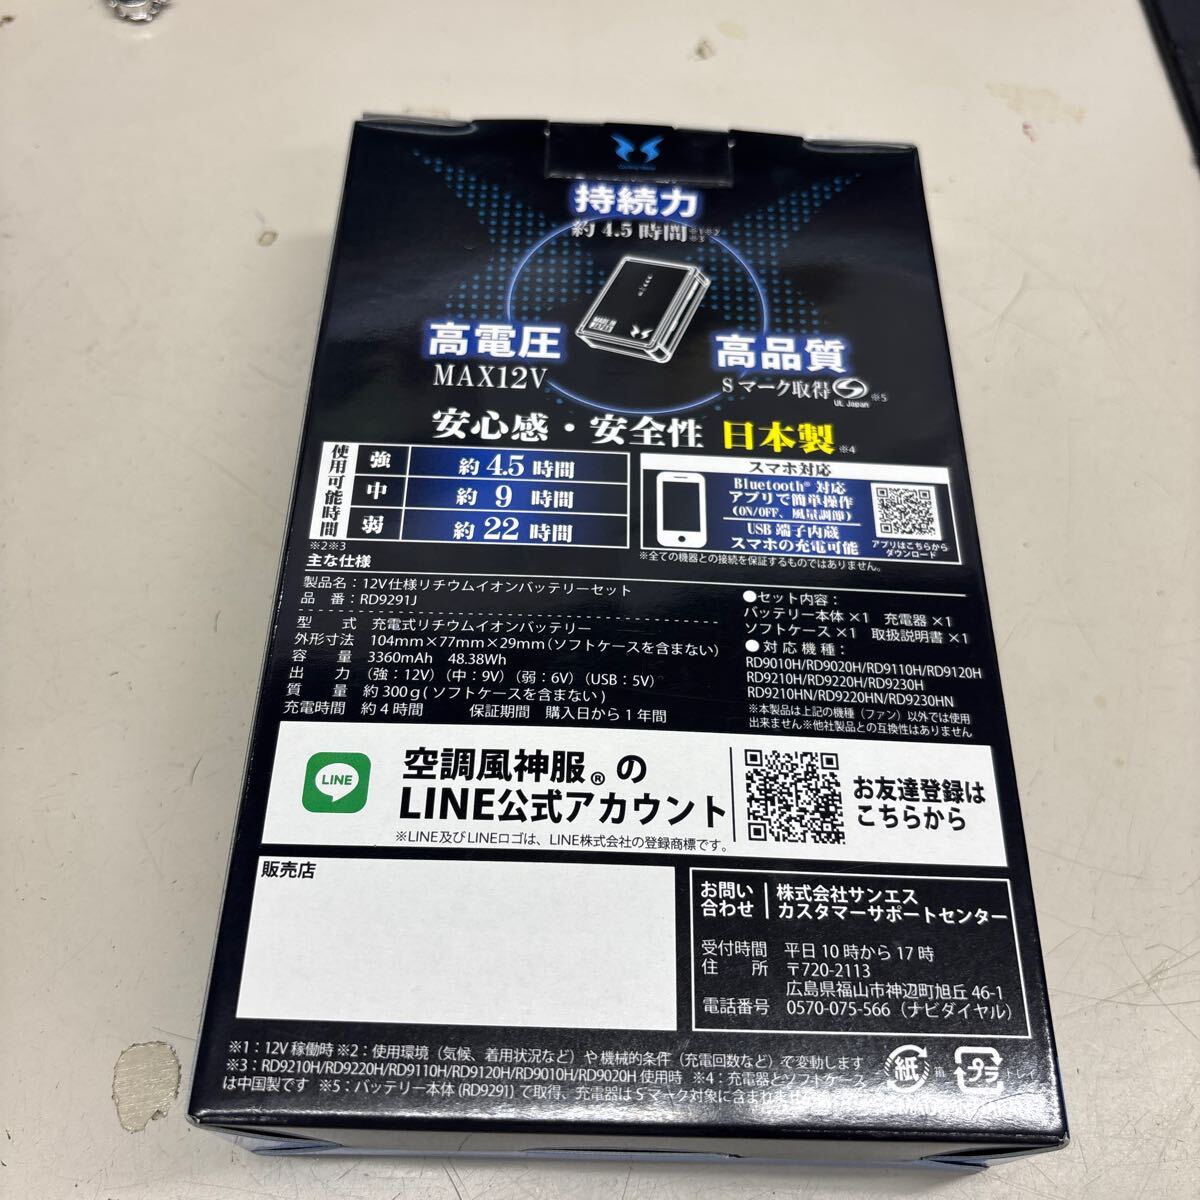 持続力
約4.5時間※1※2
※3
高電圧
MAX12V
高品質
Sマーク取得 ※5
UL Japan
安心感・安全性 日本製※4
使用可能時間
強 約4.5時間
中 約9時間
弱 約22時間
※2※3
スマホ対応
Bluetooth®対応
アプリで簡単操作
(ON/OFF、風量調節)
USB端子内蔵
スマホの充電可能
アプリはこちらから
ダウンロード
※全ての機器との接続を保証するものではありません。
主な仕様
製品名：12V仕様リチウムイオンバッテリーセット
品 番：RD9291J
型 式 充電式リチウムイオンバッテリー
外形寸法 104mm×77mm×29mm(ソフトケースを含まない)
容 量 3360mAh 48.38Wh
出 力 (強：12V)(中：9V)(弱：6V)(USB：5V)
質 量 約300g(ソフトケースを含まない)
充電時間 約4時間 保証期間 購入日から1年間
●セット内容：
バッテリー本体×1 充電器×1
ソフトケース×1 取扱説明書×1
●対応機種：
RD9010H/RD9020H/RD9110H/RD9120H
RD9210H/RD9220H/RD9230H
RD9210HN/RD9220HN/RD9230HN
※本製品は上記の機種（ファン）以外では使用
出来ません※他社製品との互換性はありません
LINE
空調風神服®の
LINE公式アカウント
※LINE及びLINEロゴは、LINE株式会社の登録商標です。
お友達登録は
こちらから
販売店
お問い
合わせ
株式会社サンエス
カスタマーサポートセンター
受付時間 平日10時から17時
住 所 〒720-2113
広島県福山市神辺町旭丘46-1
電話番号 0570-075-566（ナビダイヤル）
※1：12V稼働時 ※2：使用環境（気候、着用状況など）や機械的条件（充電回数など）で変動します
※3：RD9210H/RD9220H/RD9110H/RD9120H/RD9010H/RD9020H使用時 ※4：充電器とソフトケース
は中国製です ※5：バッテリー本体(RD9291)で取得、充電器はSマーク対象に含まれません
紙 箱
プラ トレイ